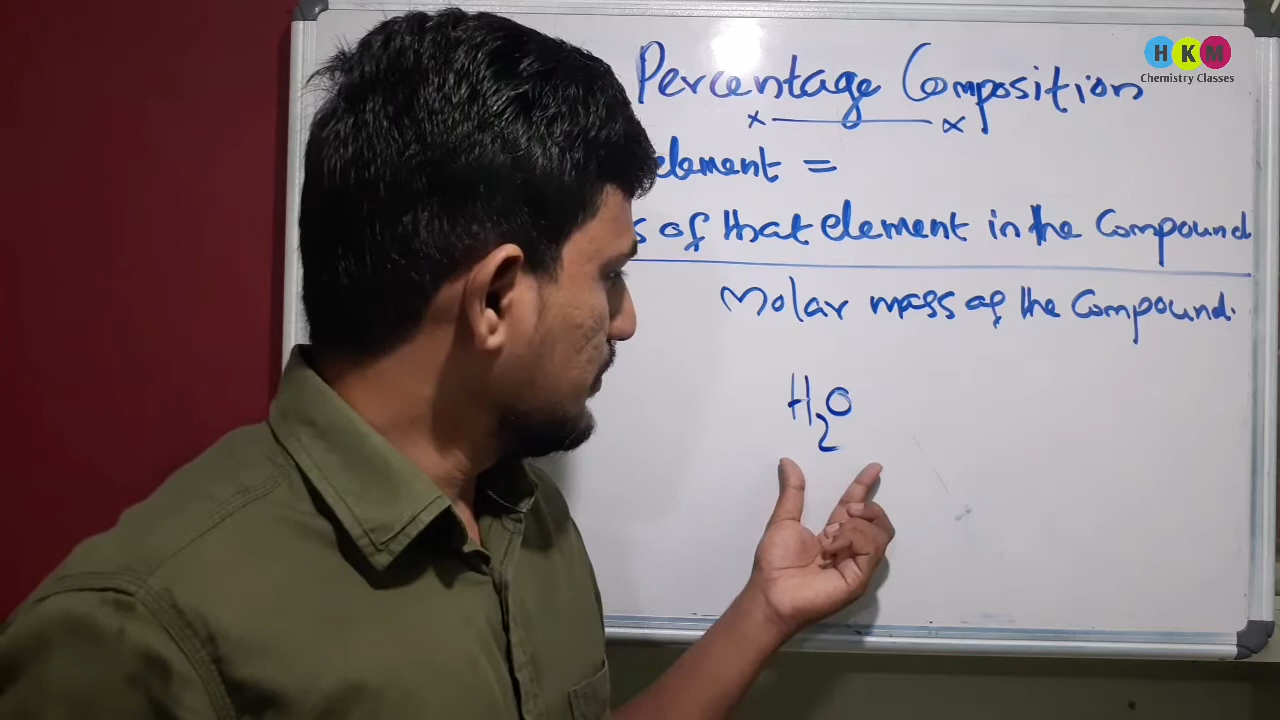 HKM
Chemistry Classes
Percentage Composition
element =
of that element in the Compound
Molar mass of the Compound.
H2O